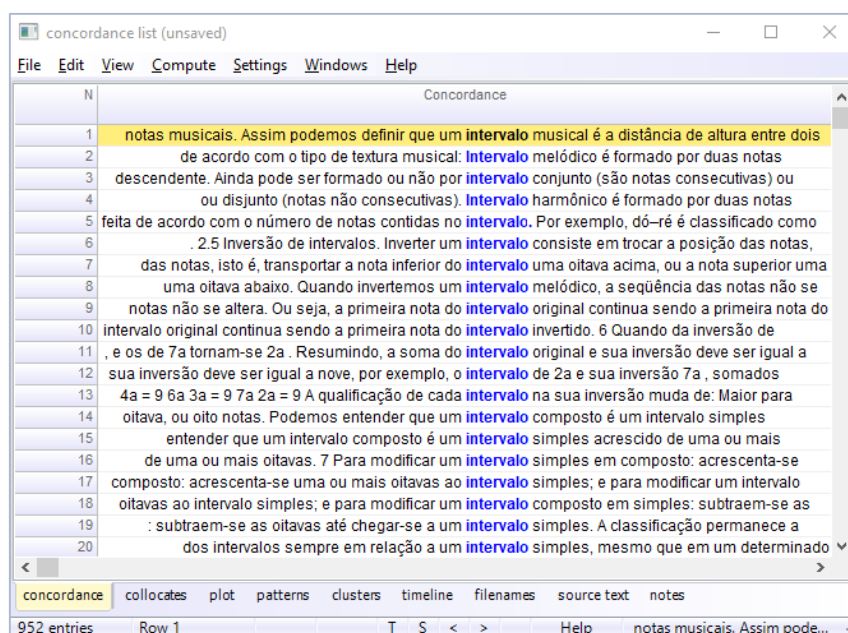 concordance list (unsaved)
File Edit View Compute Settings Windows Help
N Concordance
1 notas musicais. Assim podemos definir que um intervalo musical é a distância de altura entre dois
2 de acordo com o tipo de textura musical: Intervalo melódico é formado por duas notas
3 descendente. Ainda pode ser formado ou não por intervalo conjunto (são notas consecutivas) ou
4 ou disjunto (notas não consecutivas). Intervalo harmônico é formado por duas notas
5 feita de acordo com o número de notas contidas no intervalo. Por exemplo, dó–ré é classificado como
6 . 2.5 Inversão de intervalos. Inverter um intervalo consiste em trocar a posição das notas,
7 das notas, isto é, transportar a nota inferior do intervalo uma oitava acima, ou a nota superior uma
8 uma oitava abaixo. Quando invertemos um intervalo melódico, a seqüência das notas não se
9 notas não se altera. Ou seja, a primeira nota do intervalo original continua sendo a primeira nota do
10 intervalo original continua sendo a primeira nota do intervalo invertido. 6 Quando da inversão de
11 , e os de 7a tornam-se 2a . Resumindo, a soma do intervalo original e sua inversão deve ser igual a
12 sua inversão deve ser igual a nove, por exemplo, o intervalo de 2a e sua inversão 7a , somados
13 4a = 9 6a 3a = 9 7a 2a = 9 A qualificação de cada intervalo na sua inversão muda de: Maior para
14 oitava, ou oito notas. Podemos entender que um intervalo composto é um intervalo simples
15 entender que um intervalo composto é um intervalo simples acrescido de uma ou mais
16 de uma ou mais oitavas. 7 Para modificar um intervalo simples em composto: acrescenta-se
17 composto: acrescenta-se uma ou mais oitavas ao intervalo simples; e para modificar um intervalo
18 oitavas ao intervalo simples; e para modificar um intervalo composto em simples: subtraem-se as
19 : subtraem-se as oitavas até chegar-se a um intervalo simples. A classificação permanece a
20 dos intervalos sempre em relação a um intervalo simples, mesmo que em um determinado
concordance collocates plot patterns clusters timeline filenames source text notes
952 entries Row 1 T S < > Help notas musicais. Assim pode...